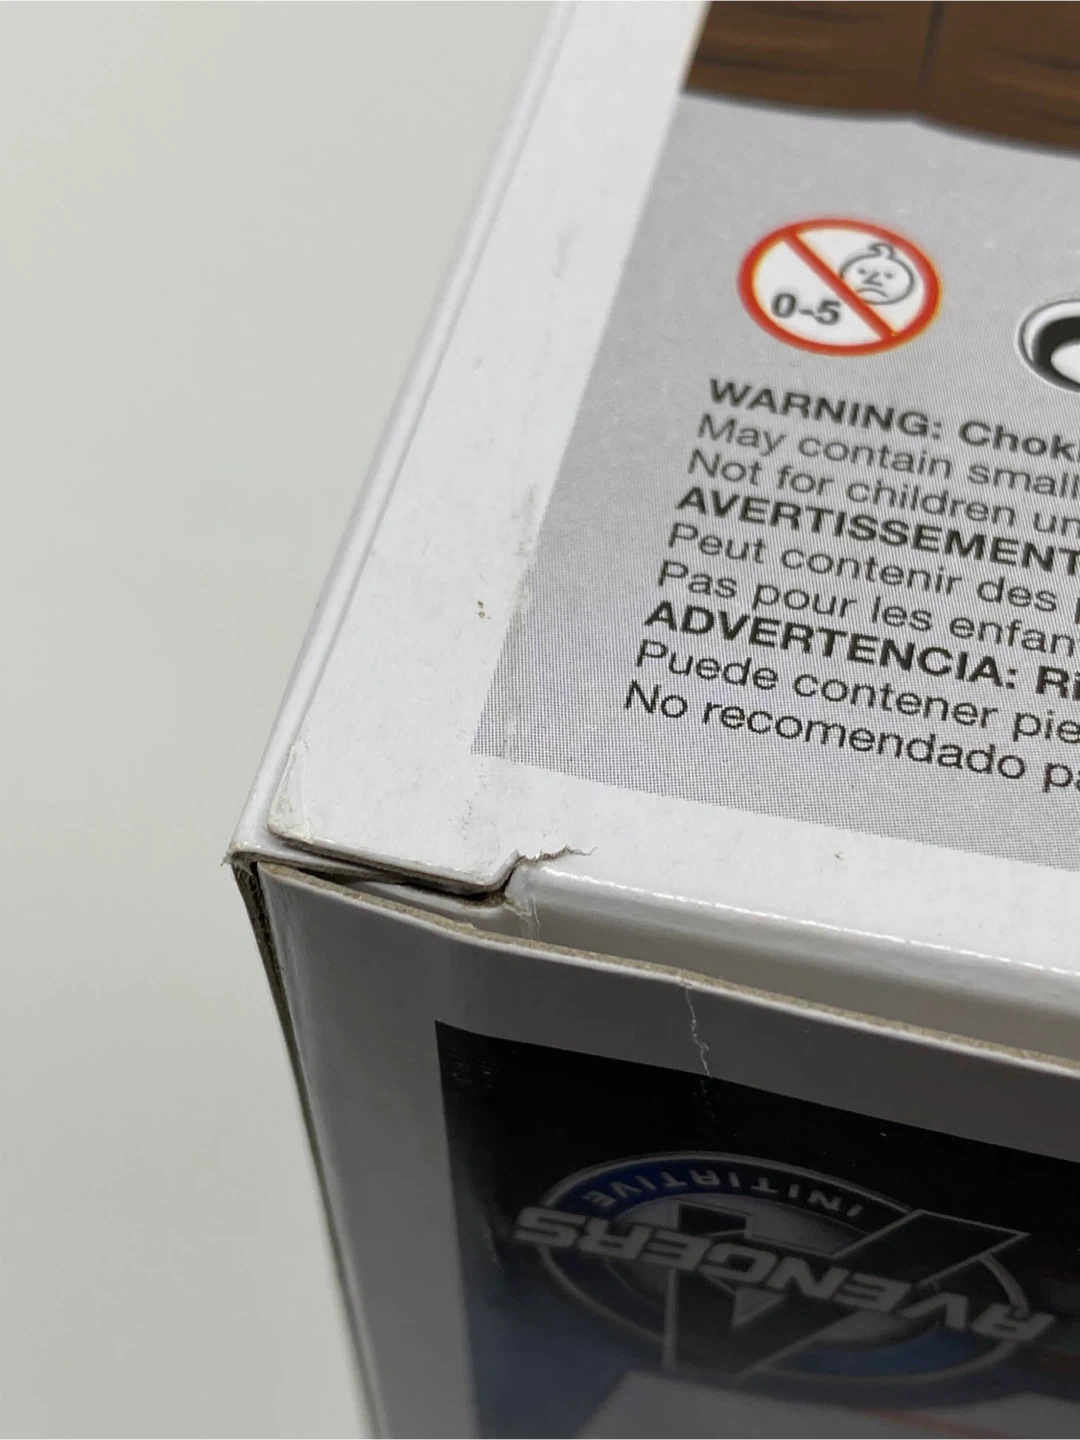 0-5
WARNING: Chok
May contain small
Not for children un
AVERTISSEMENT
Peut contenir des
Pas pour les enfan
ADVERTENCIA: Ri
Puede contener pie
No recomendado pa
INITIATIVE
AVENGERS